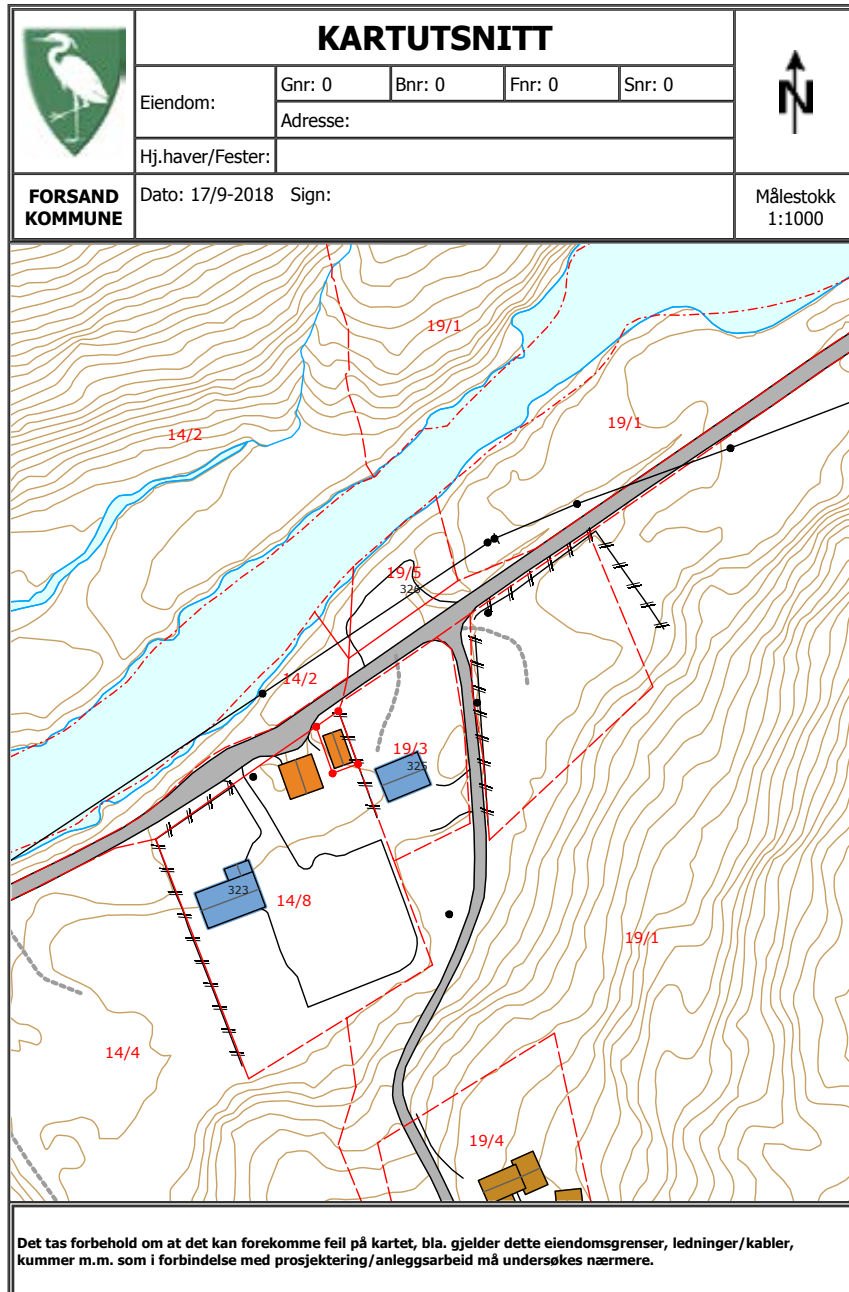 KARTUTSNITT
Eiendom:
Gnr: 0
Bnr: 0
Fnr: 0
Snr: 0
Adresse:
Hj.haver/Fester:
N
FORSAND
KOMMUNE
Dato: 17/9-2018 Sign:
Målestokk
1:1000
19/1
14/2
19/1
19/5
326
14/2
19/3
325
323
14/8
19/1
14/4
19/4
Det tas forbehold om at det kan forekomme feil på kartet, bla. gjelder dette eiendomsgrenser, ledninger/kabler,
kummer m.m. som i forbindelse med prosjektering/anleggsarbeid må undersøkes nærmere.